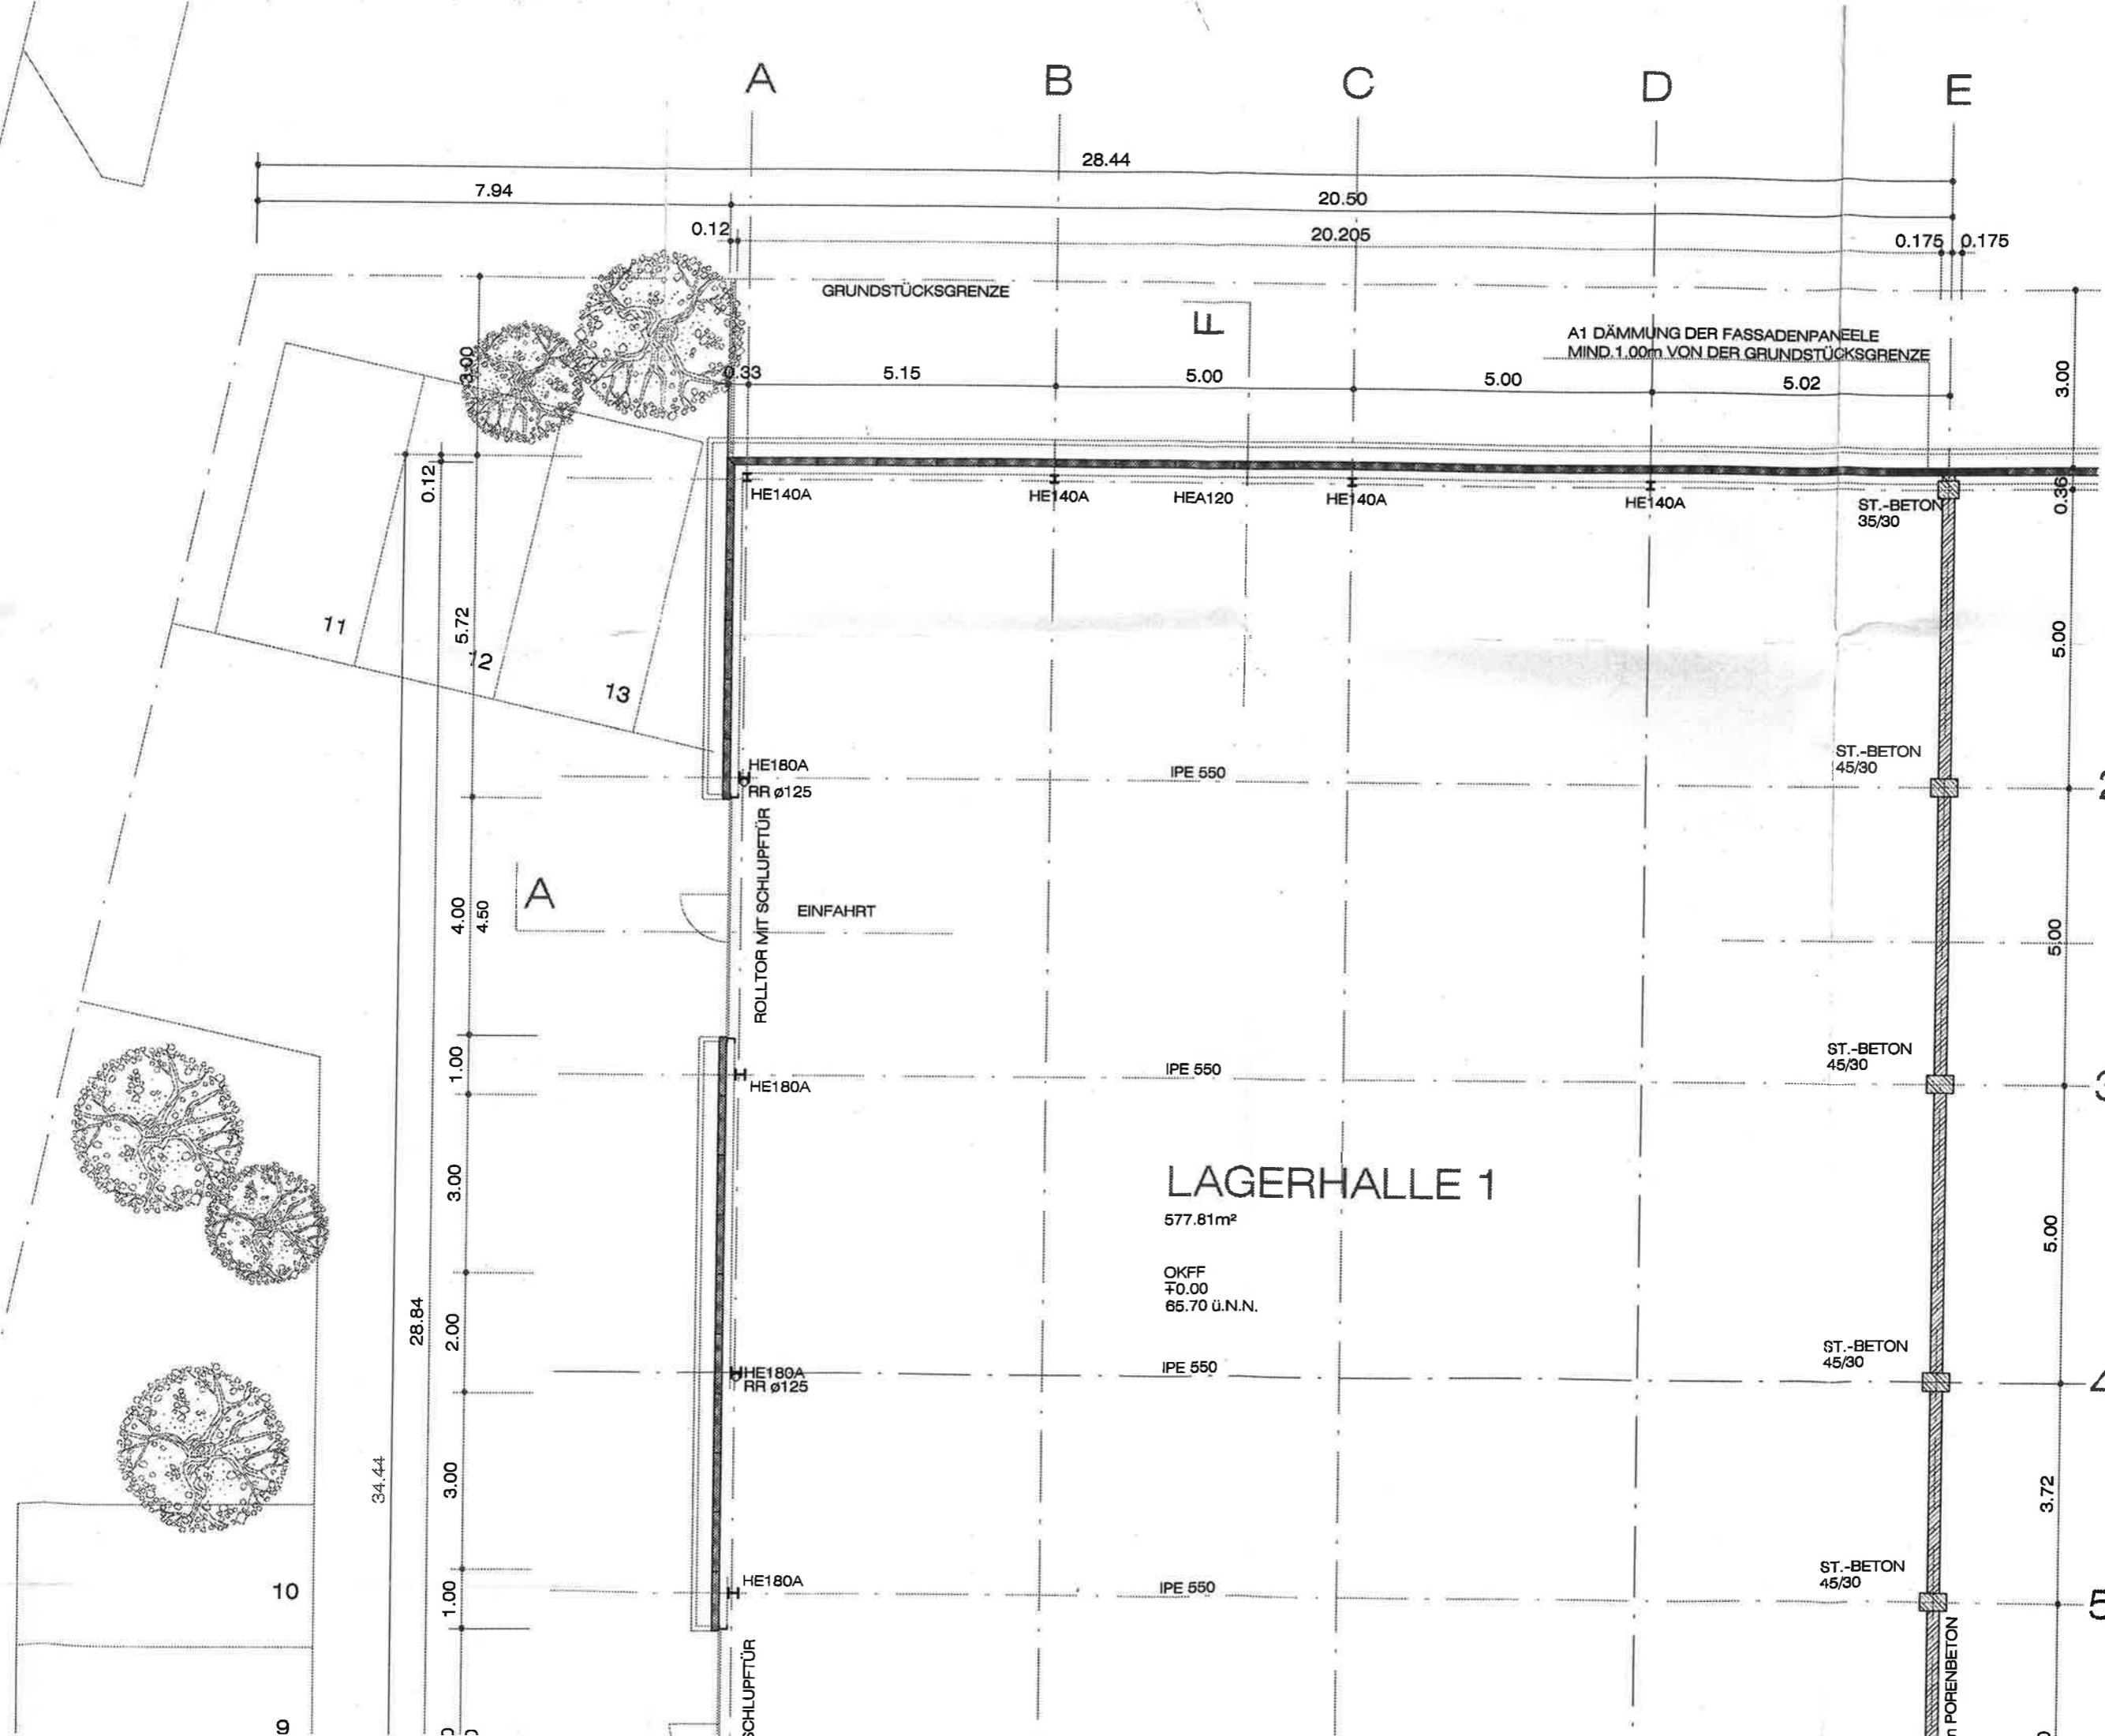 A
B
C
D
E
28.44
7.94
20.50
0.12
20.205
0.175
0.175
GRUNDSTÜCKSGRENZE
F
A1 DÄMMUNG DER FASSADENPANEELE
MIND.1.00m VON DER GRUNDSTÜCKSGRENZE
3.00
0.33
5.15
5.00
5.00
5.02
3.00
0.12
HE140A
HE140A
HEA120
HE140A
HE140A
ST.-BETON
35/30
0.36
11
12
13
5.72
5.00
HE180A
RR ø125
IPE 550
ST.-BETON
45/30
2
ROLLTOR MIT SCHLUPFTÜR
A
EINFAHRT
4.00
4.50
5.00
1.00
HE180A
IPE 550
ST.-BETON
45/30
3
3.00
LAGERHALLE 1
577.81m²
OKFF
∓0.00
65.70 ü.N.N.
5.00
28.84
2.00
HE180A
RR ø125
IPE 550
ST.-BETON
45/30
4
34.44
3.00
3.72
10
1.00
HE180A
IPE 550
ST.-BETON
45/30
5
9
SCHLUPFTÜR
PORENBETON